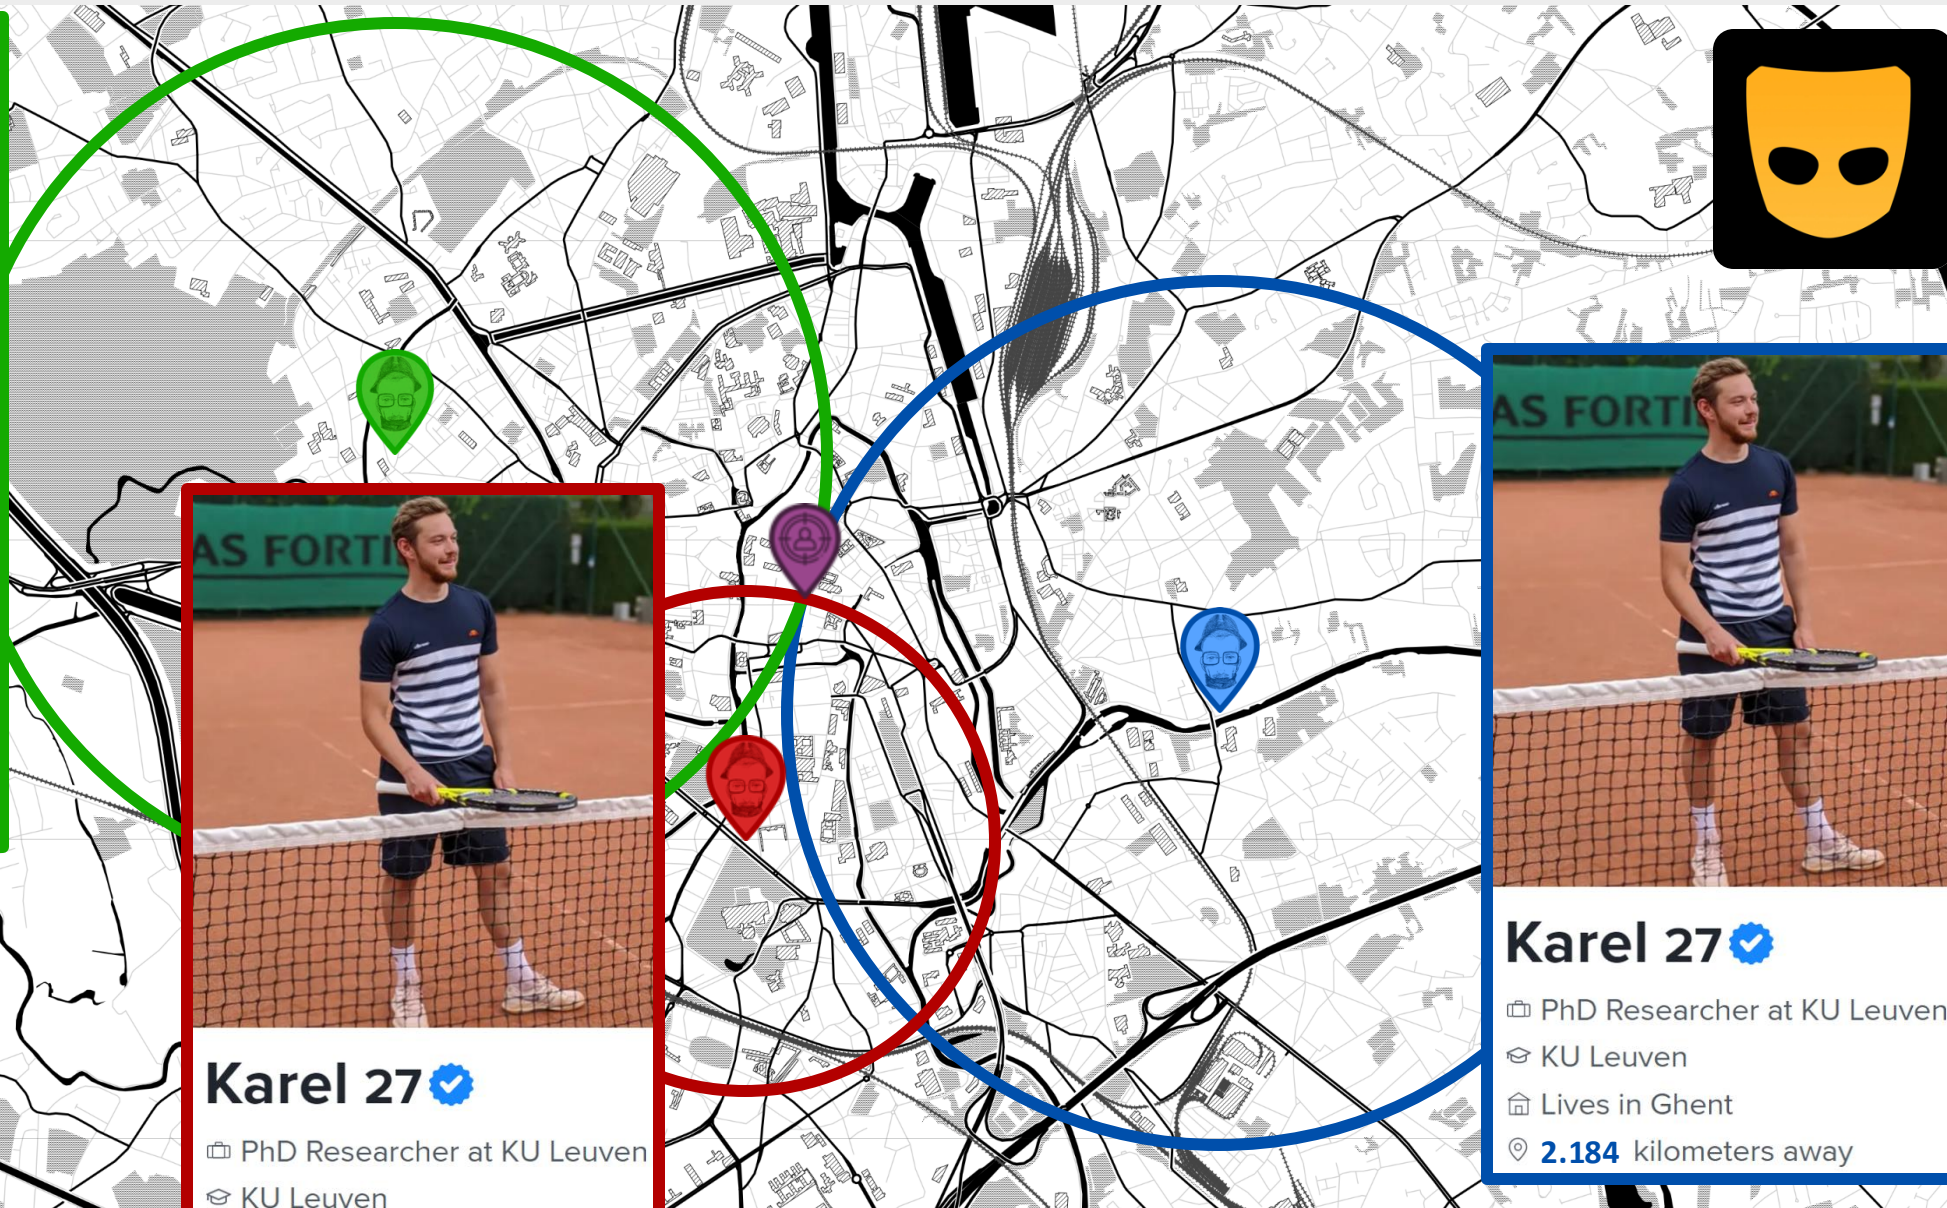 AS FORTI
Karel 27
PhD Researcher at KU Leuven
KU Leuven
AS FORTI
Karel 27
PhD Researcher at KU Leuven
KU Leuven
Lives in Ghent
2.184 kilometers away